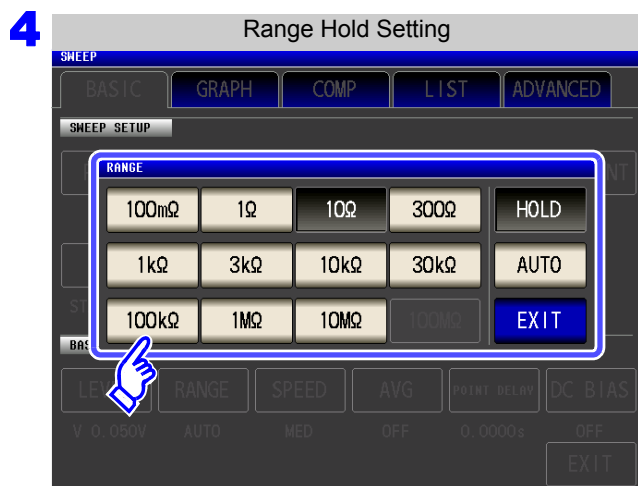 4
Range Hold Setting
SWEEP
BASIC GRAPH COMP LIST ADVANCED
SWEEP SETUP
RANGE
100mΩ 1Ω 10Ω 300Ω HOLD
1kΩ 3kΩ 10kΩ 30kΩ AUTO
100kΩ 1MΩ 10MΩ 100MΩ EXIT
RANGE SPEED AVG POINT DELAY DC BIAS
V 0.050V AUTO MED OFF 0.0000s OFF
EXIT